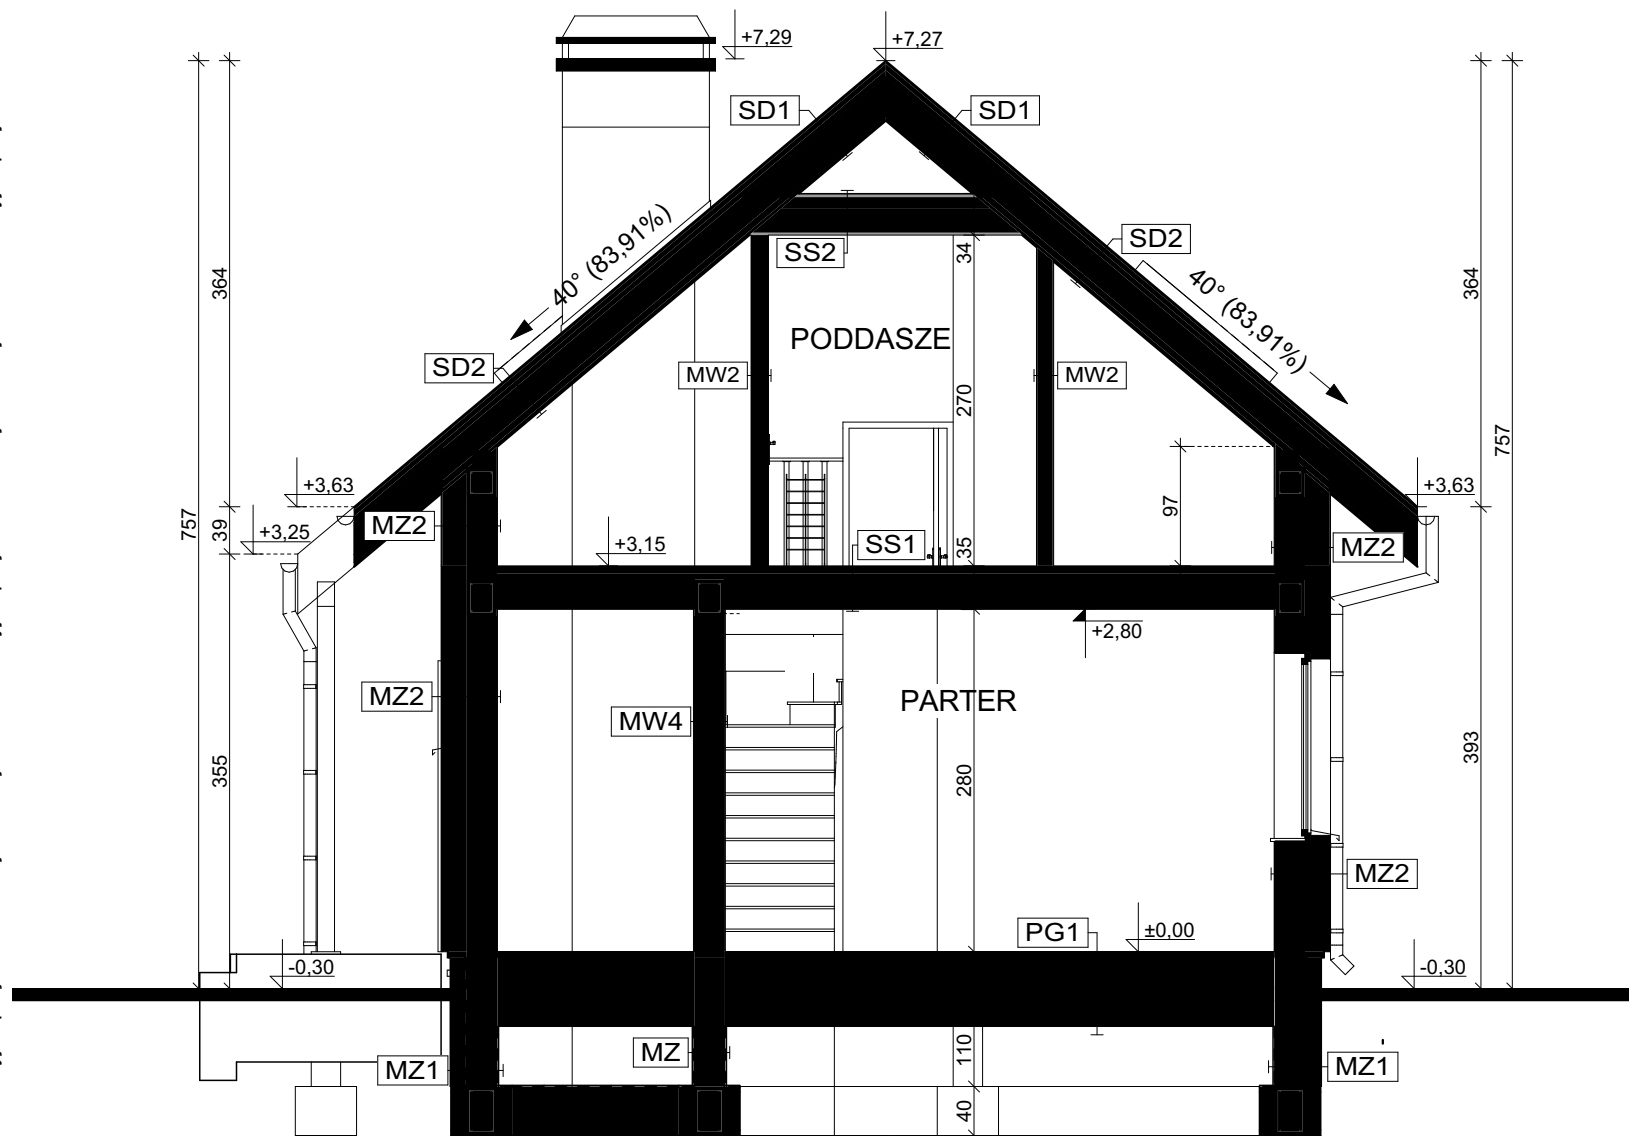 +7,29
+7,27
SD1
SD1
40° (83,91%)
SS2
34
SD2
40° (83,91%)
364
364
PODDASZE
SD2
MW2
MW2
270
757
757
+3,63
+3,63
97
39
+3,25
MZ2
+3,15
SS1
35
MZ2
+2,80
MZ2
MW4
PARTER
355
280
393
MZ2
PG1
±0,00
-0,30
-0,30
MZ
110
MZ1
MZ1
40